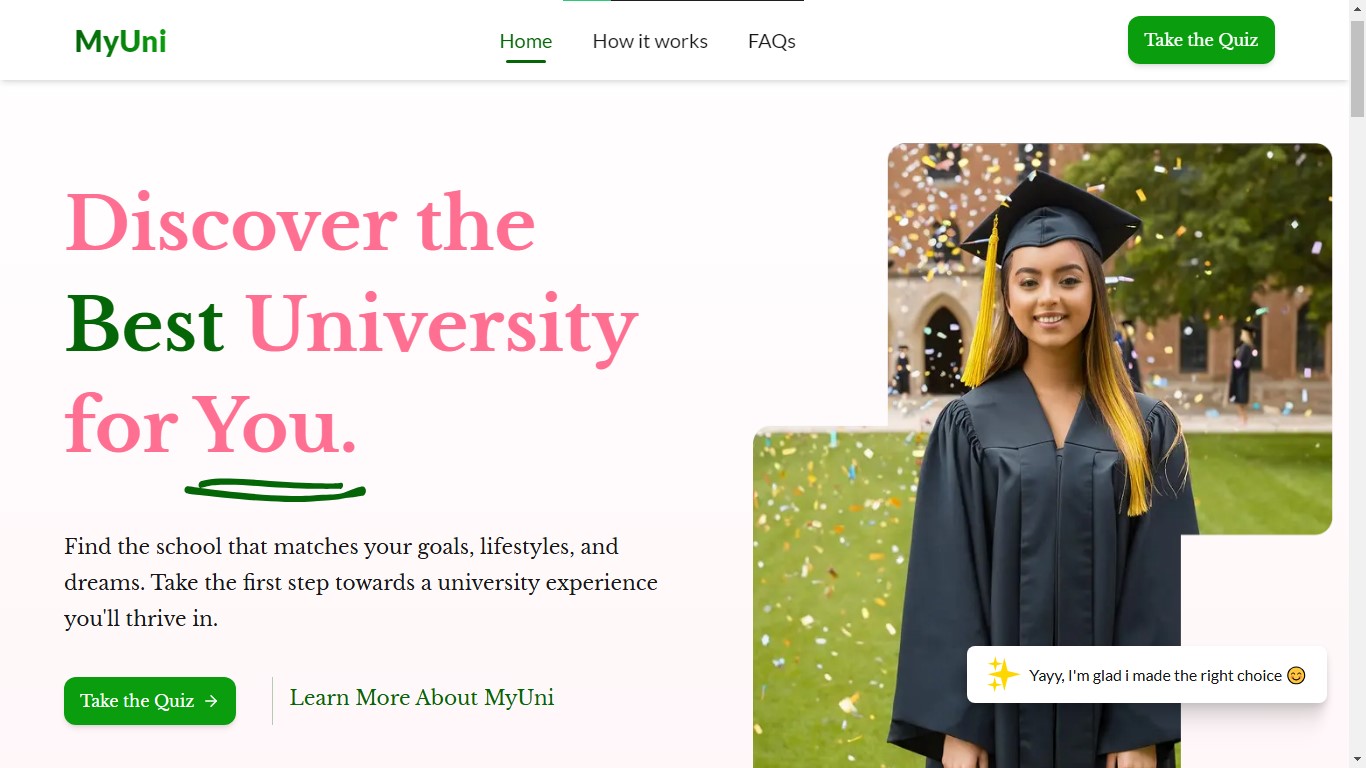 MyUni
Home
How it works
FAQs
Take the Quiz
Discover the
Best University
for You.
Find the school that matches your goals, lifestyles, and
dreams. Take the first step towards a university experience
you'll thrive in.
Take the Quiz →
Learn More About MyUni
Yayy, I'm glad i made the right choice 😊